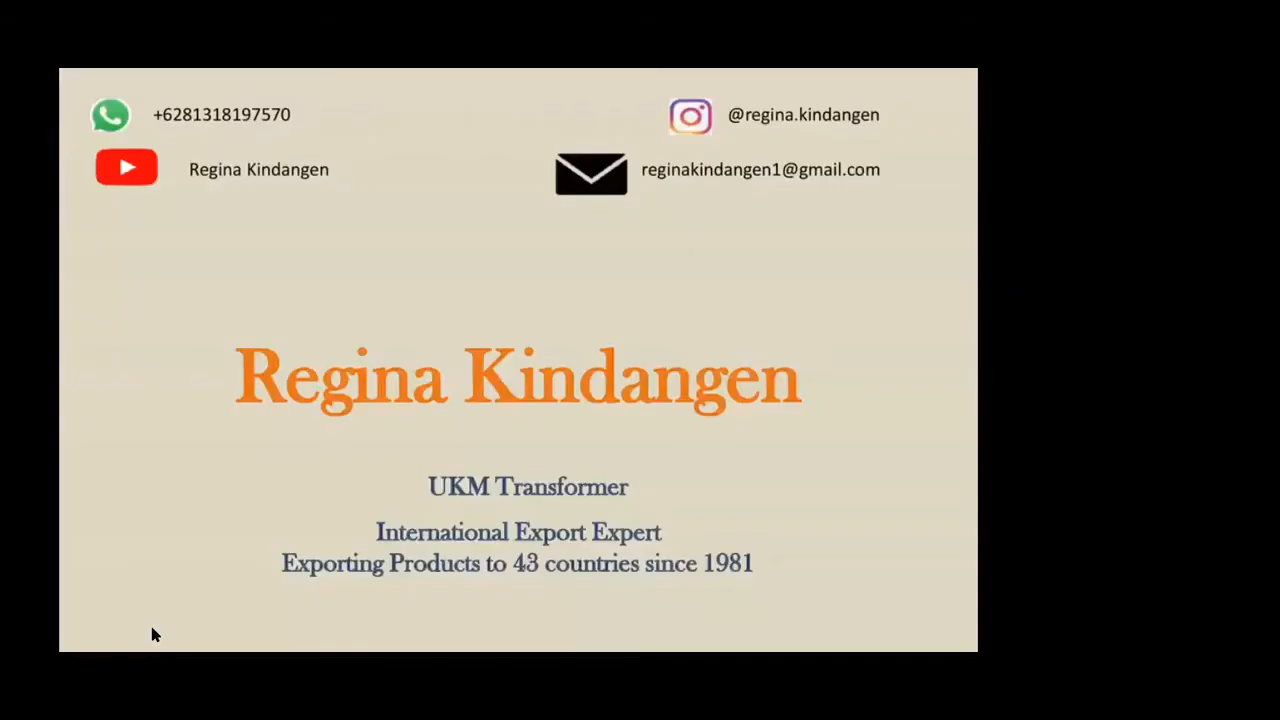 +6281318197570
@regina.kindangen
Regina Kindangen
reginakindangen1@gmail.com
Regina Kindangen
UKM Transformer
International Export Expert
Exporting Products to 43 countries since 1981